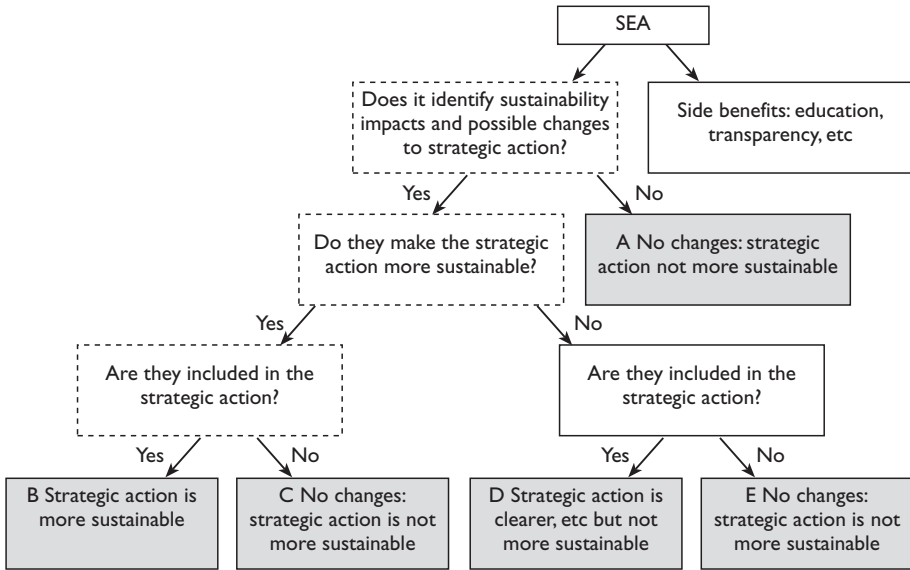 SEA
Does it identify sustainability
impacts and possible changes
to strategic action?
Side benefits: education,
transparency, etc
Yes
No
Do they make the strategic
action more sustainable?
A No changes: strategic
action not more sustainable
Yes
No
Are they included in the
strategic action?
Are they included in the
strategic action?
Yes
No
Yes
No
B Strategic action is
more sustainable
C No changes:
strategic action is not
more sustainable
D Strategic action is
clearer, etc but not
more sustainable
E No changes:
strategic action is not
more sustainable